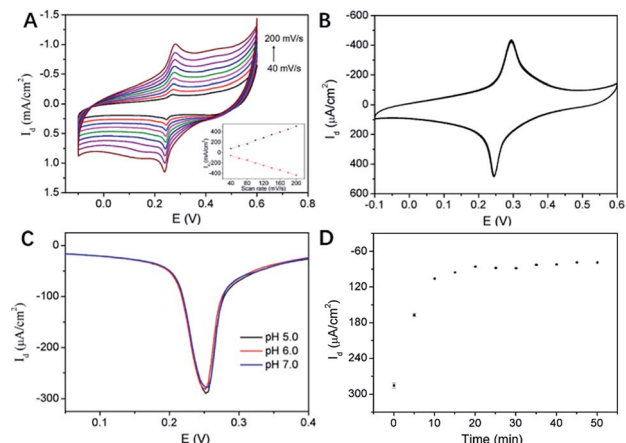 A
-1.5
-1.0
-0.5
0.0
0.5
1.0
1.5
I_d (mA/cm²)
0.0 0.2 0.4 0.6 0.8
E (V)
200 mV/s
40 mV/s
400
200
0
-200
-400
40 80 120 160 200
Scan rate (mV/s)
B
-600
-400
-200
0
200
400
600
I_d (μA/cm²)
-0.1 0.0 0.1 0.2 0.3 0.4 0.5 0.6
E (V)
C
0
-100
-200
-300
I_d (μA/cm²)
0.1 0.2 0.3 0.4
E (V)
pH 5.0
pH 6.0
pH 7.0
D
-60
120
180
240
300
I_d (μA/cm²)
0 10 20 30 40 50
Time (min)